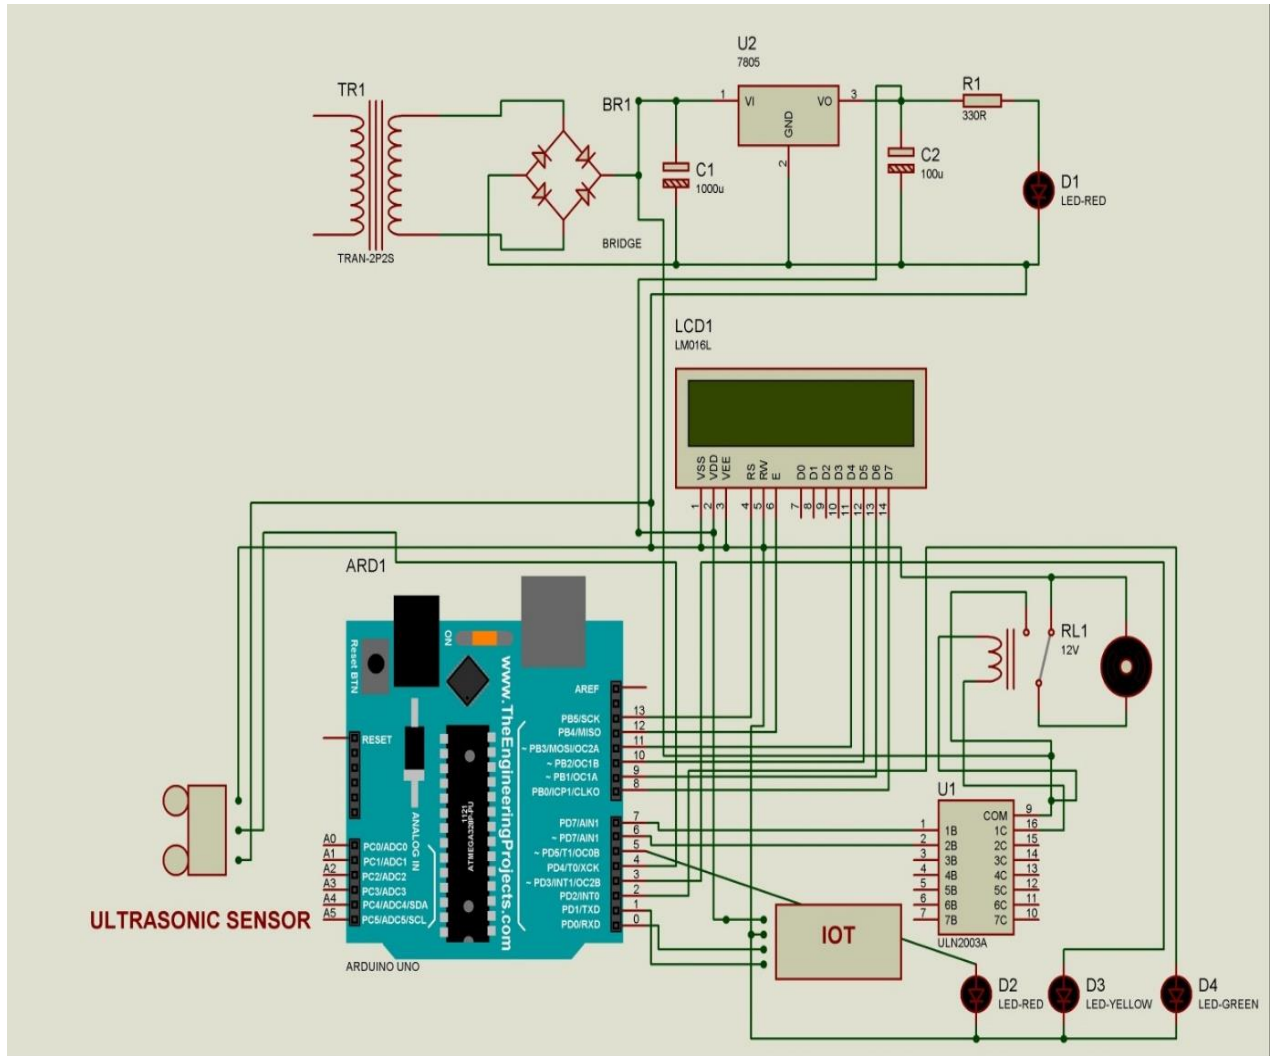 TR1
TRAN-2P2S
BR1
BRIDGE
U2
7805
1
VI
VO
3
GND
2
C1
1000u
C2
100u
R1
330R
D1
LED-RED
LCD1
LM016L
VSS
VDD
VEE
RS
RW
E
D0
D1
D2
D3
D4
D5
D6
D7
1
2
3
4
5
6
7
8
9
10
11
12
13
14
ARD1
Reset BTN
ON
www.TheEngineeringProjects.com
ANALOG IN
1121
ATMEGA328P-PU
RESET
AREF
PB5/SCK 13
PB4/MISO 12
~ PB3/MOSI/OC2A 11
~ PB2/OC1B 10
~ PB1/OC1A 9
PB0/ICP1/CLKO 8
PD7/AIN1 7
~ PD7/AIN1 6
~ PD5/T1/OC0B 5
PD4/T0/XCK 4
~ PD3/INT1/OC2B 3
PD2/INT0 2
PD1/TXD 1
PD0/RXD 0
A0 PC0/ADC0
A1 PC1/ADC1
A2 PC2/ADC2
A3 PC3/ADC3
A4 PC4/ADC4/SDA
A5 PC5/ADC5/SCL
ARDUINO UNO
ULTRASONIC SENSOR
RL1
12V
U1
COM 9
1 1B 1C 16
2 2B 2C 15
3 3B 3C 14
4 4B 4C 13
5 5B 5C 12
6 6B 6C 11
7 7B 7C 10
ULN2003A
IOT
D2
LED-RED
D3
LED-YELLOW
D4
LED-GREEN